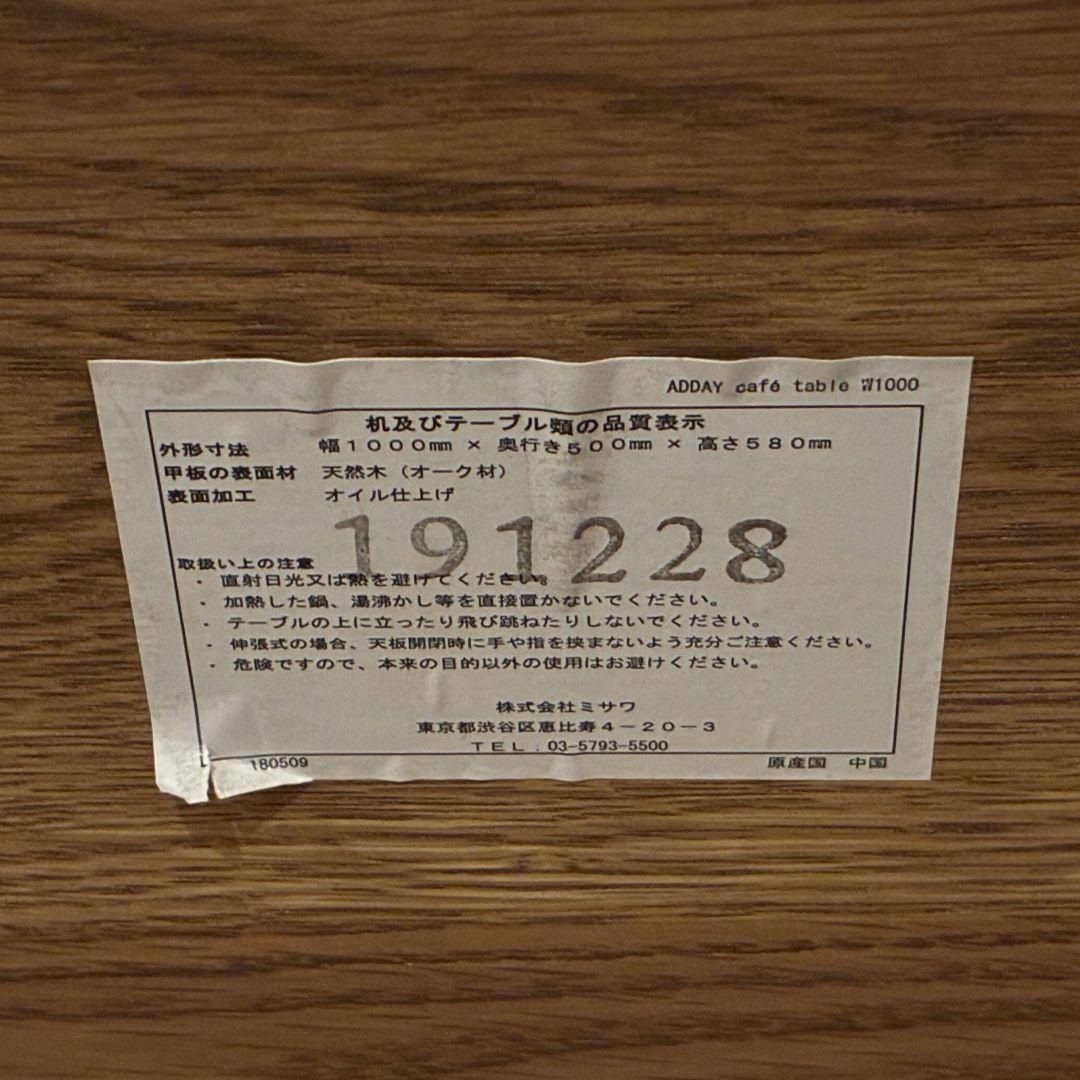 ADDAY café table W1000
机及びテーブル類の品質表示
外形寸法 幅1000mm × 奥行き500mm × 高さ580mm
甲板の表面材 天然木（オーク材）
表面加工 オイル仕上げ
191228
取扱い上の注意
・ 直射日光又は熱を避けてください。
・ 加熱した鍋、湯沸かし等を直接置かないでください。
・ テーブルの上に立ったり飛び跳ねたりしないでください。
・ 伸張式の場合、天板開閉時に手や指を挟まないよう充分ご注意ください。
・ 危険ですので、本来の目的以外の使用はお避けください。
株式会社ミサワ
東京都渋谷区恵比寿4－20－3
TEL：03-5793-5500
180509 原産国 中国